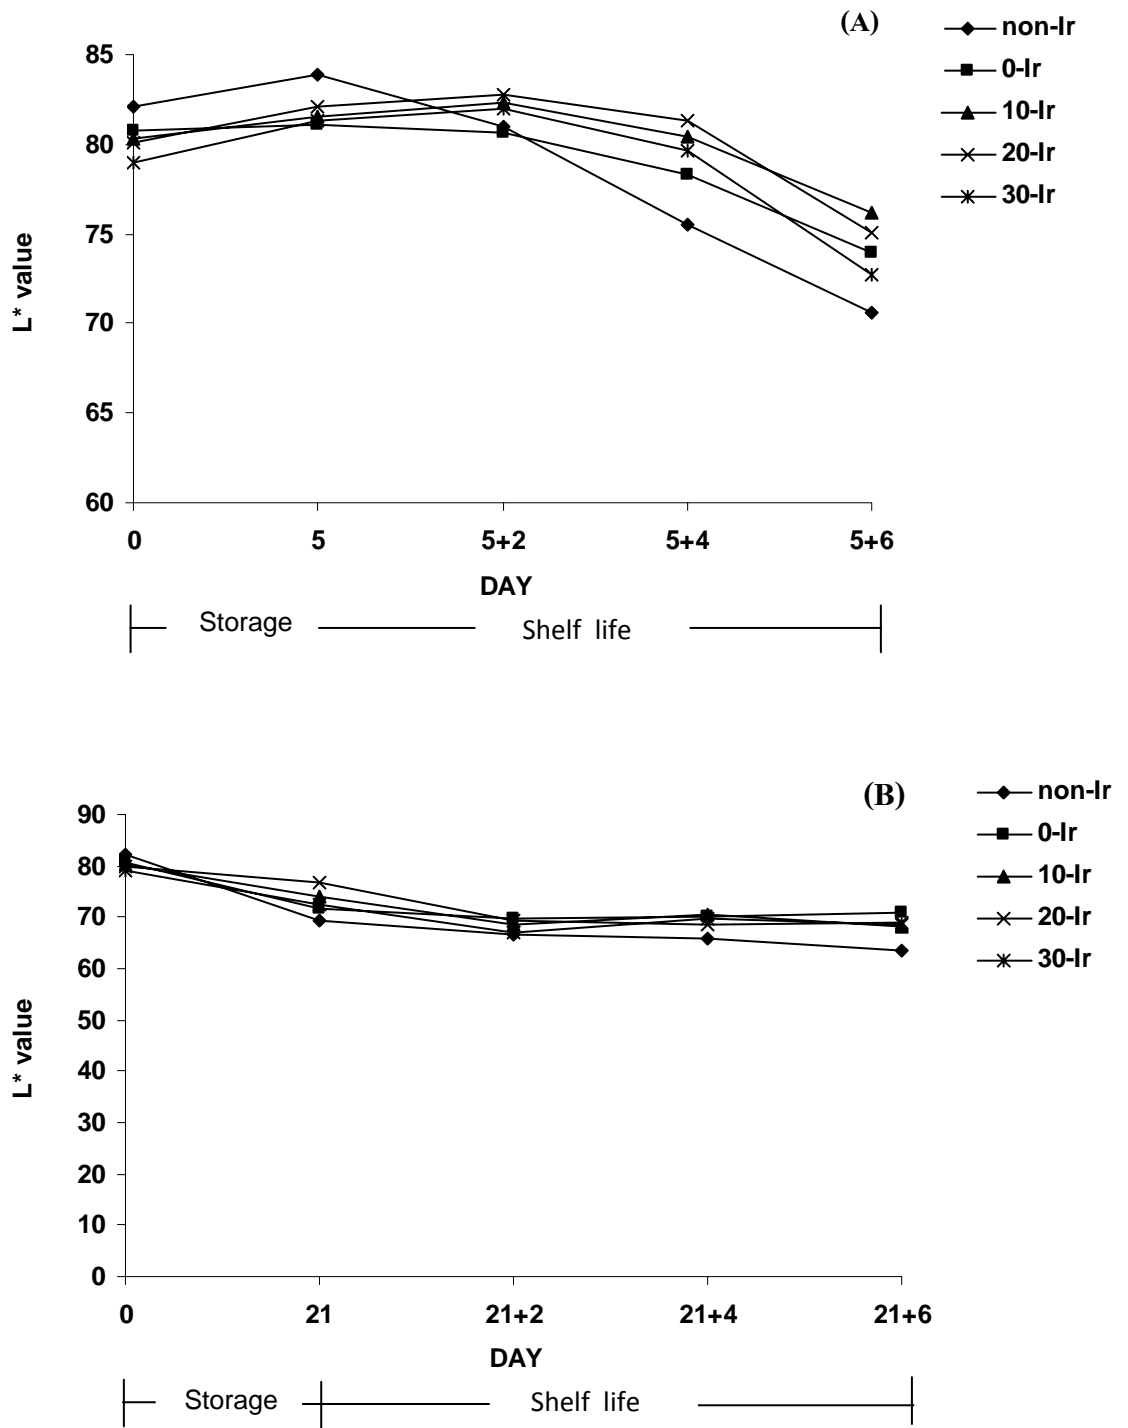 (A)
non-Ir
0-Ir
10-Ir
20-Ir
30-Ir
85
80
75
70
65
60
L* value
0 5 5+2 5+4 5+6
DAY
Storage Shelf life
(B)
non-Ir
0-Ir
10-Ir
20-Ir
30-Ir
90
80
70
60
50
40
30
20
10
0
L* value
0 21 21+2 21+4 21+6
DAY
Storage Shelf life